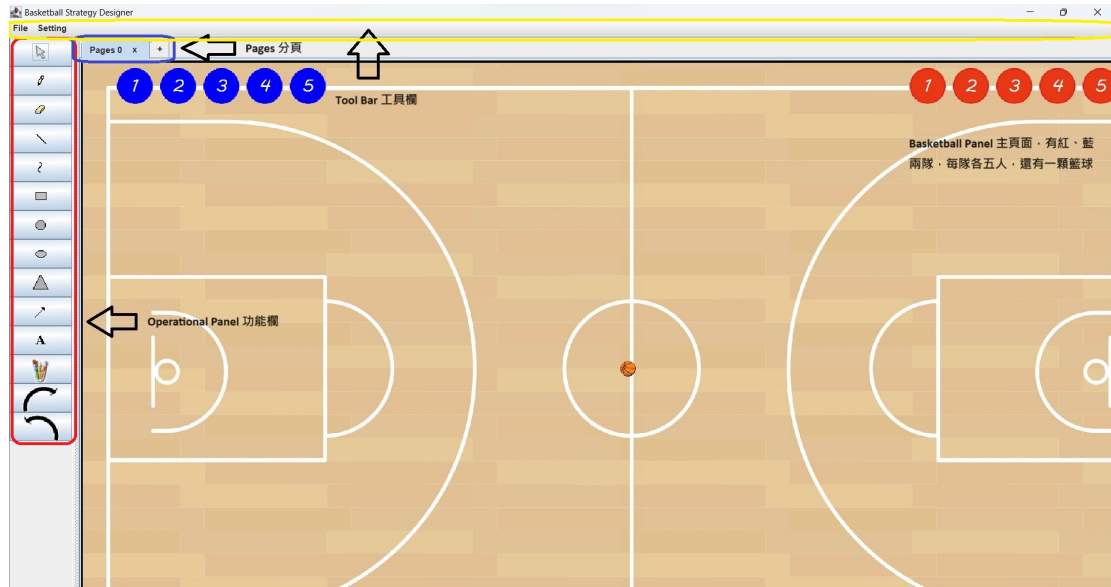 Basketball Strategy Designer
File Setting
Pages 0 x +
Pages 分頁
1 2 3 4 5
1 2 3 4 5
Tool Bar 工具欄
Basketball Panel 主頁面，有紅、藍
兩隊，每隊各五人，還有一顆籃球
Operational Panel 功能欄
A